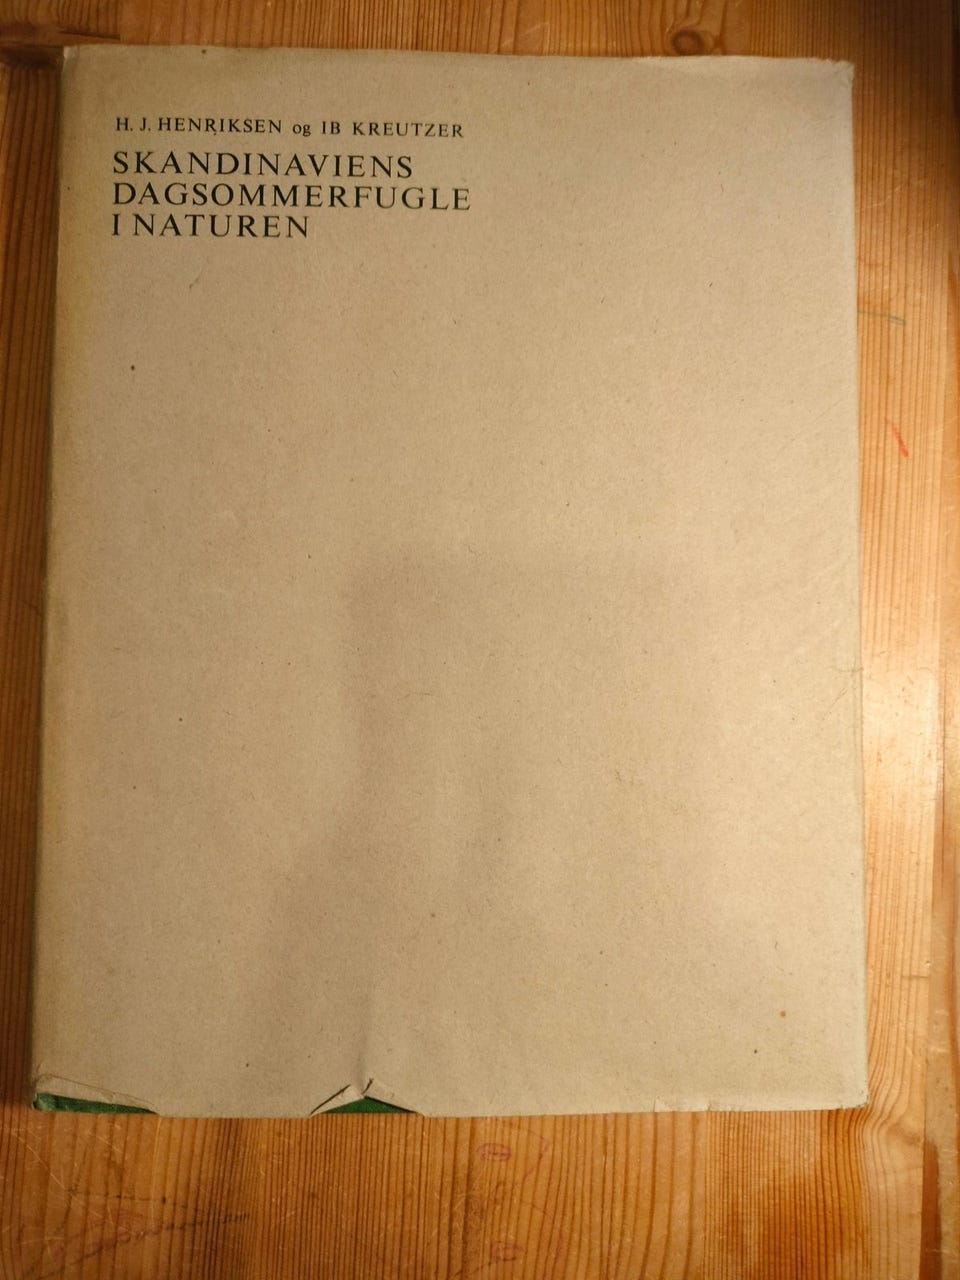 H. J. HENRIKSEN og IB KREUTZER
SKANDINAVIENS
DAGSOMMERFUGLE
I NATUREN